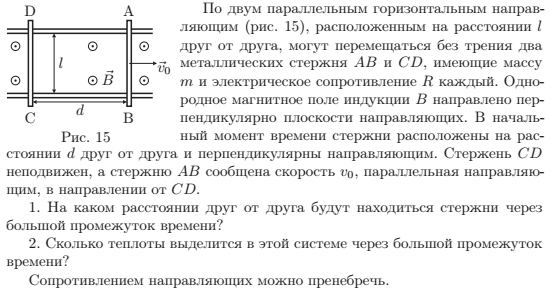 D
A
l
B⃗
v⃗₀
d
C
B
Рис. 15
По двум параллельным горизонтальным направ-
ляющим (рис. 15), расположенным на расстоянии l
друг от друга, могут перемещаться без трения два
металлических стержня AB и CD, имеющие массу
m и электрическое сопротивление R каждый. Одно-
родное магнитное поле индукции B направлено пер-
пендикулярно плоскости направляющих. В началь-
ный момент времени стержни расположены на рас-
стоянии d друг от друга и перпендикулярны направляющим. Стержень CD
неподвижен, а стержню AB сообщена скорость v₀, параллельная направляю-
щим, в направлении от CD.
1. На каком расстоянии друг от друга будут находиться стержни через
большой промежуток времени?
2. Сколько теплоты выделится в этой системе через большой промежуток
времени?
Сопротивлением направляющих можно пренебречь.